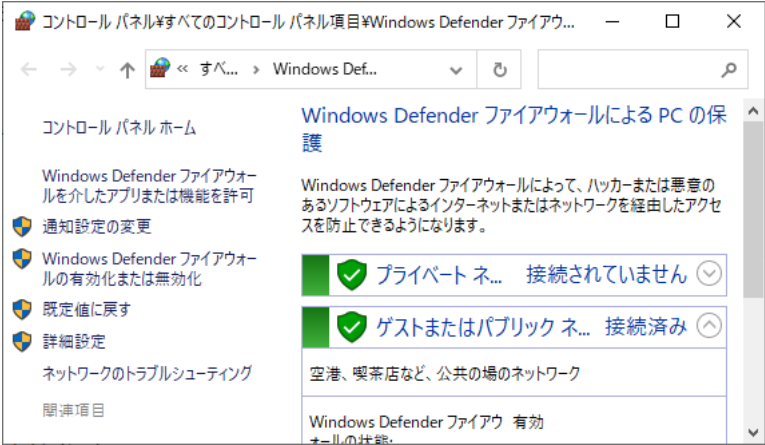 コントロール パネル¥すべてのコントロール パネル項目¥Windows Defender ファイアウ...
« すべ... › Windows Def...
コントロール パネル ホーム
Windows Defender ファイアウォー
ルを介したアプリまたは機能を許可
通知設定の変更
Windows Defender ファイアウォー
ルの有効化または無効化
既定値に戻す
詳細設定
ネットワークのトラブルシューティング
関連項目
Windows Defender ファイアウォールによる PC の保
護
Windows Defender ファイアウォールによって、ハッカーまたは悪意の
あるソフトウェアによるインターネットまたはネットワークを経由したアクセ
スを防止できるようになります。
プライベート ネ... 接続されていません
ゲストまたはパブリック ネ... 接続済み
空港、喫茶店など、公共の場のネットワーク
Windows Defender ファイアウ 有効
ォールの状態: